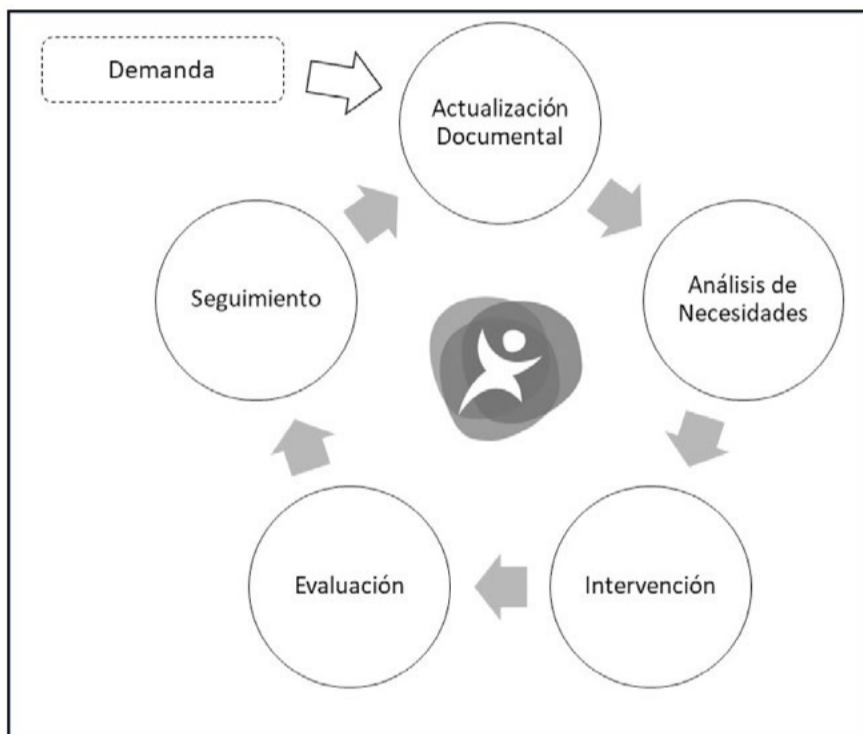 Demanda
Actualización
Documental
Análisis de
Necesidades
Intervención
Evaluación
Seguimiento